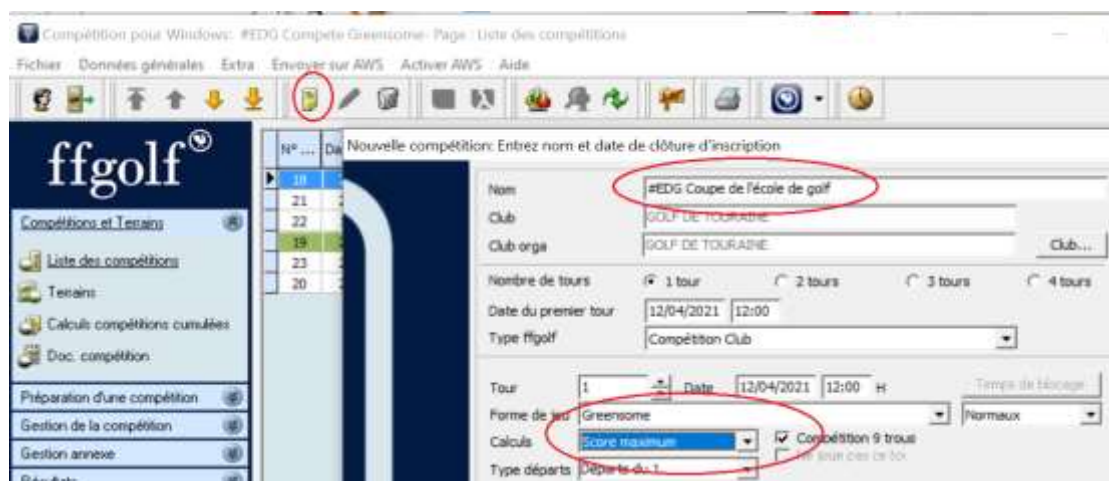 Compétition pour Windows: #EDG Compete Greensome- Page : Liste des compétitions
Fichier Données générales Extra Envoyer sur AWS Activer AWS Aide
ffgolf
Compétitions et Terrains
Liste des compétitions
Terrains
Calculs compétitions cumulées
Doc. compétition
Préparation d'une compétition
Gestion de la compétition
Gestion annexe
N° ... Da
18
21
22
19
23
20
Nouvelle compétition: Entrez nom et date de clôture d'inscription
Nom #EDG Coupe de l'école de golf
Club GOLF DE TOURAINE
Club orga GOLF DE TOURAINE Club...
Nombre de tours 1 tour 2 tours 3 tours 4 tours
Date du premier tour 12/04/2021 12:00
Type ffgolf Compétition Club
Tour 1 Date 12/04/2021 12:00 H Temps de blocage
Forme de jeu Greensome Normaux
Calculs Score maximum Compétition 9 trous
Type départs Départs du 1